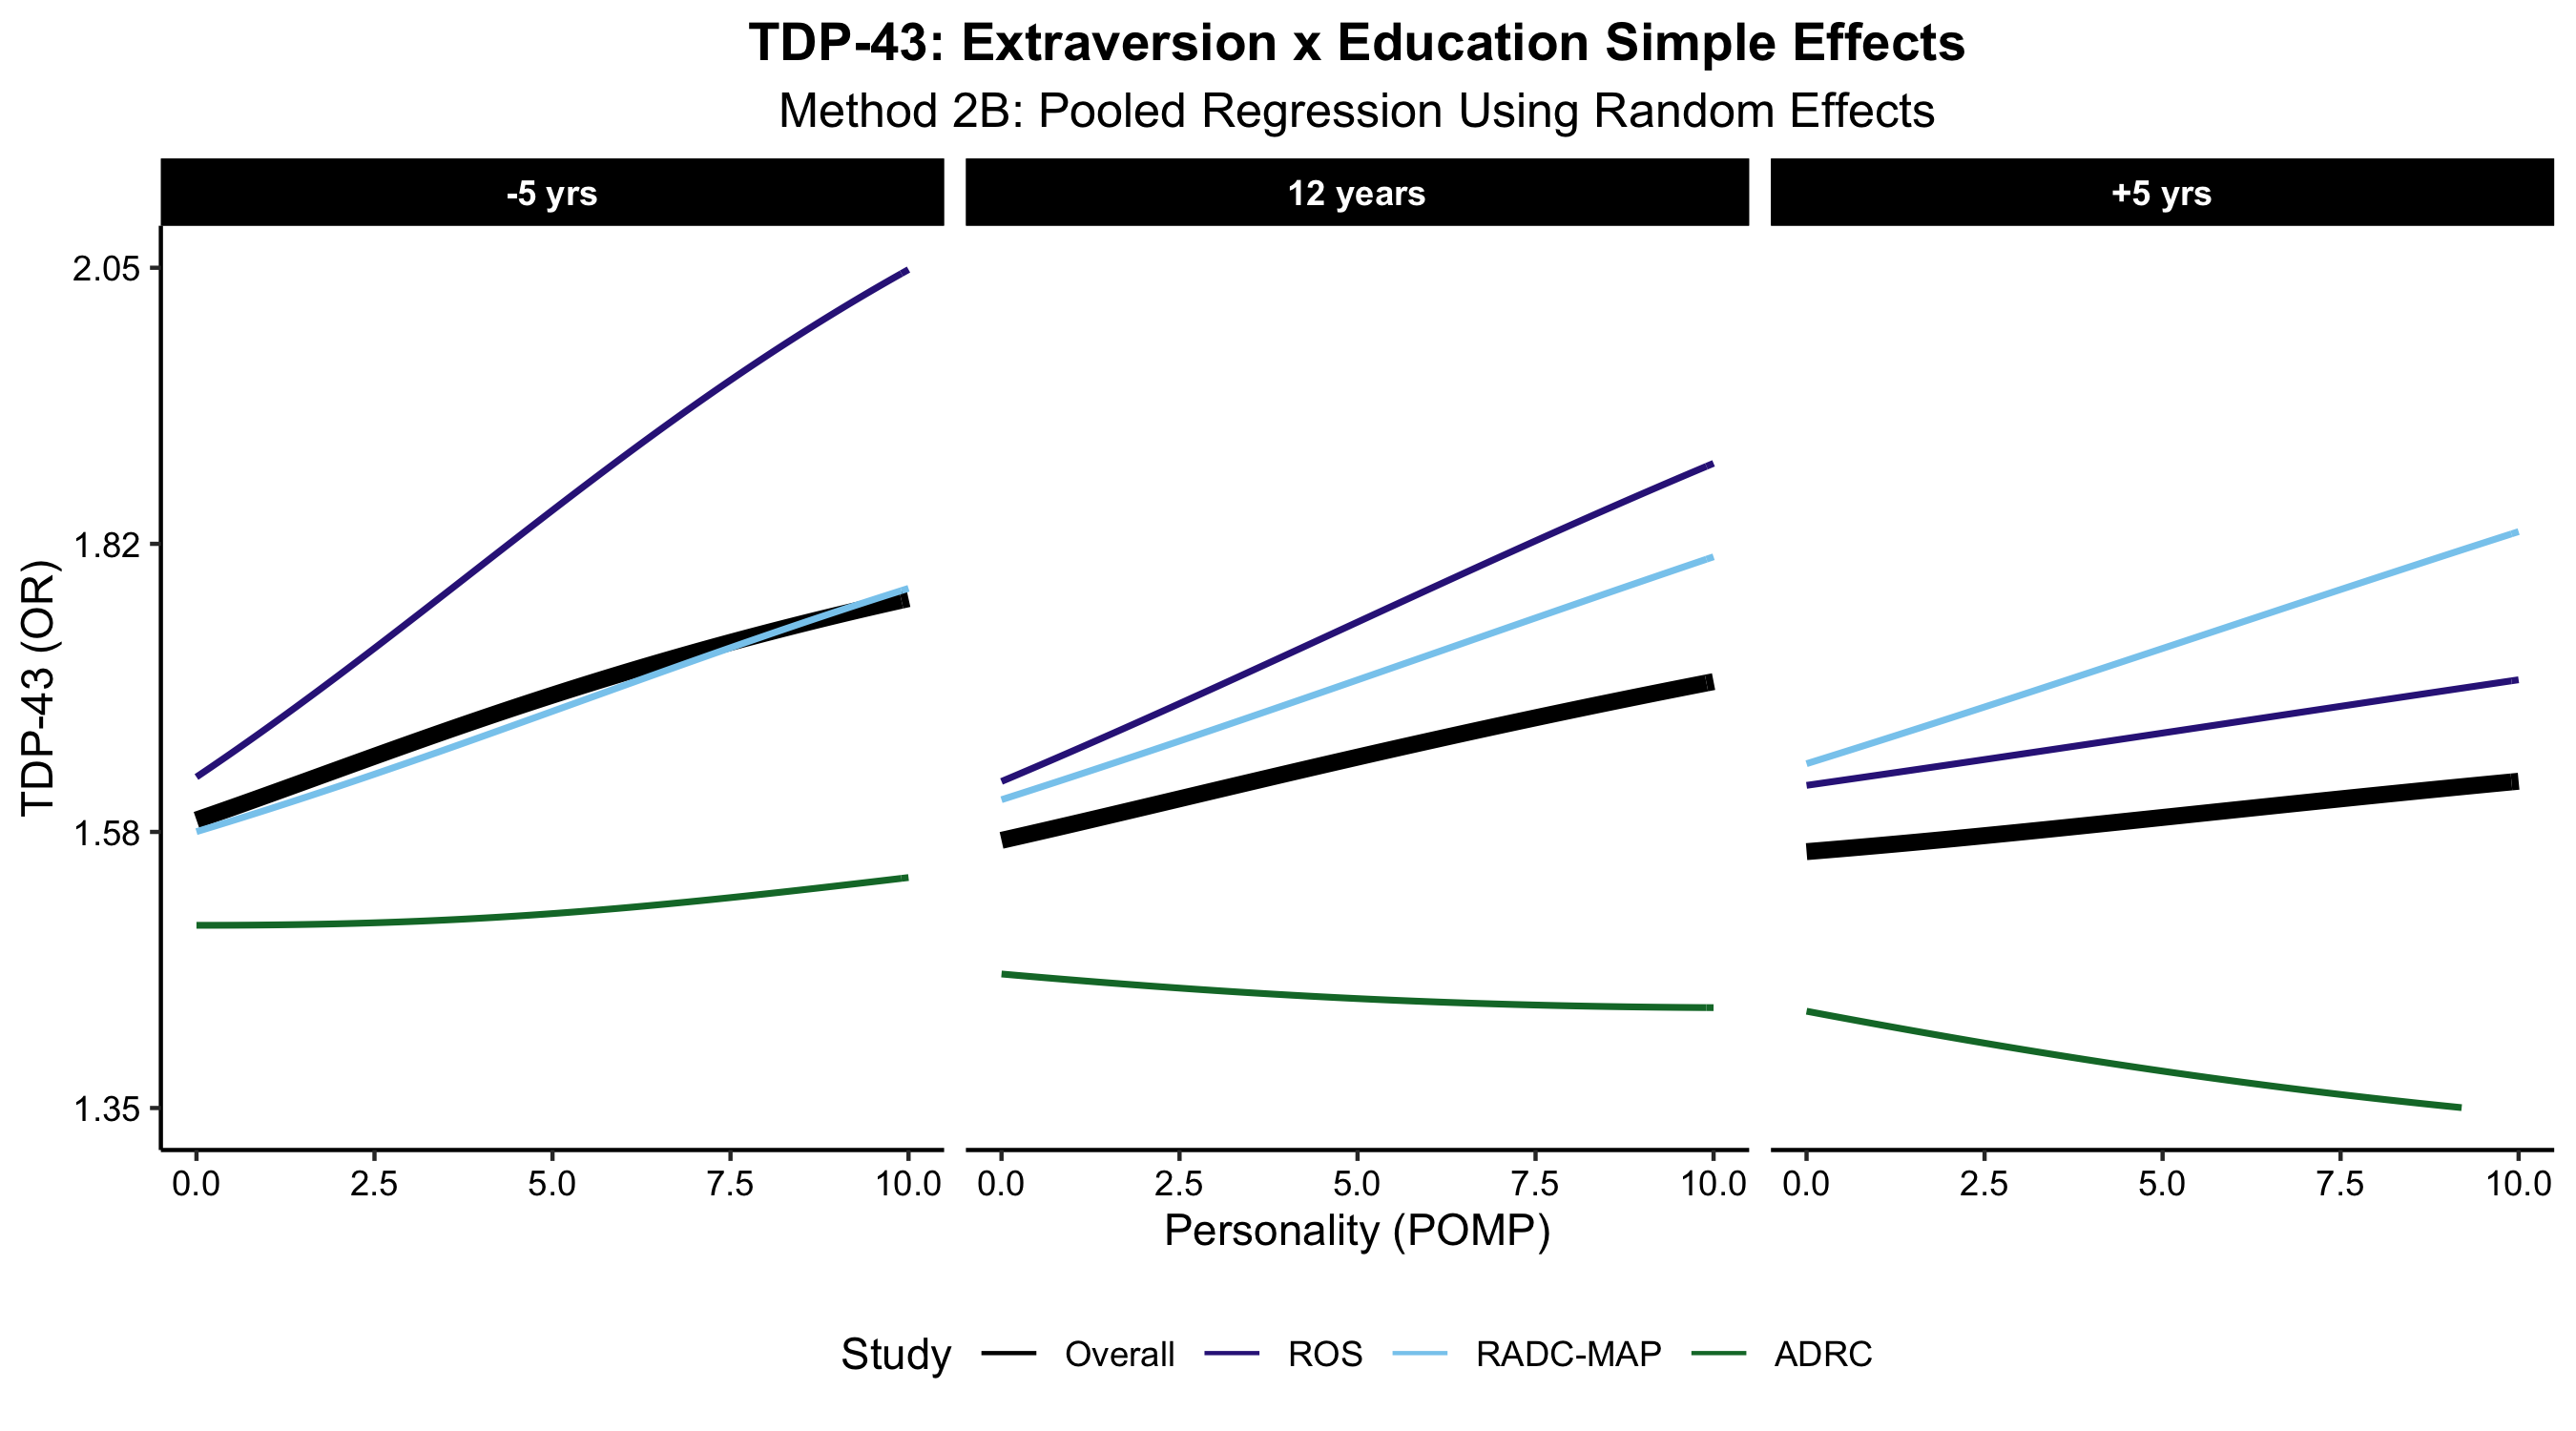 TDP-43: Extraversion x Education Simple Effects
Method 2B: Pooled Regression Using Random Effects
-5 yrs
12 years
+5 yrs
TDP-43 (OR)
2.05
1.82
1.58
1.35
0.0 2.5 5.0 7.5 10.0
0.0 2.5 5.0 7.5 10.0
0.0 2.5 5.0 7.5 10.0
Personality (POMP)
Study Overall ROS RADC-MAP ADRC